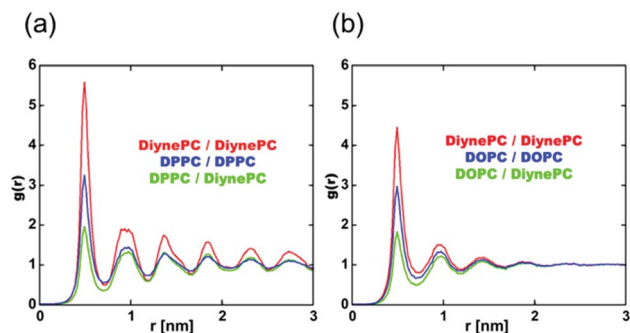 (a)
(b)
6
5
4
3
2
1
0
g(r)
DiynePC / DiynePC
DPPC / DPPC
DPPC / DiynePC
0
1
2
3
r [nm]
6
5
4
3
2
1
0
g(r)
DiynePC / DiynePC
DOPC / DOPC
DOPC / DiynePC
0
1
2
3
r [nm]